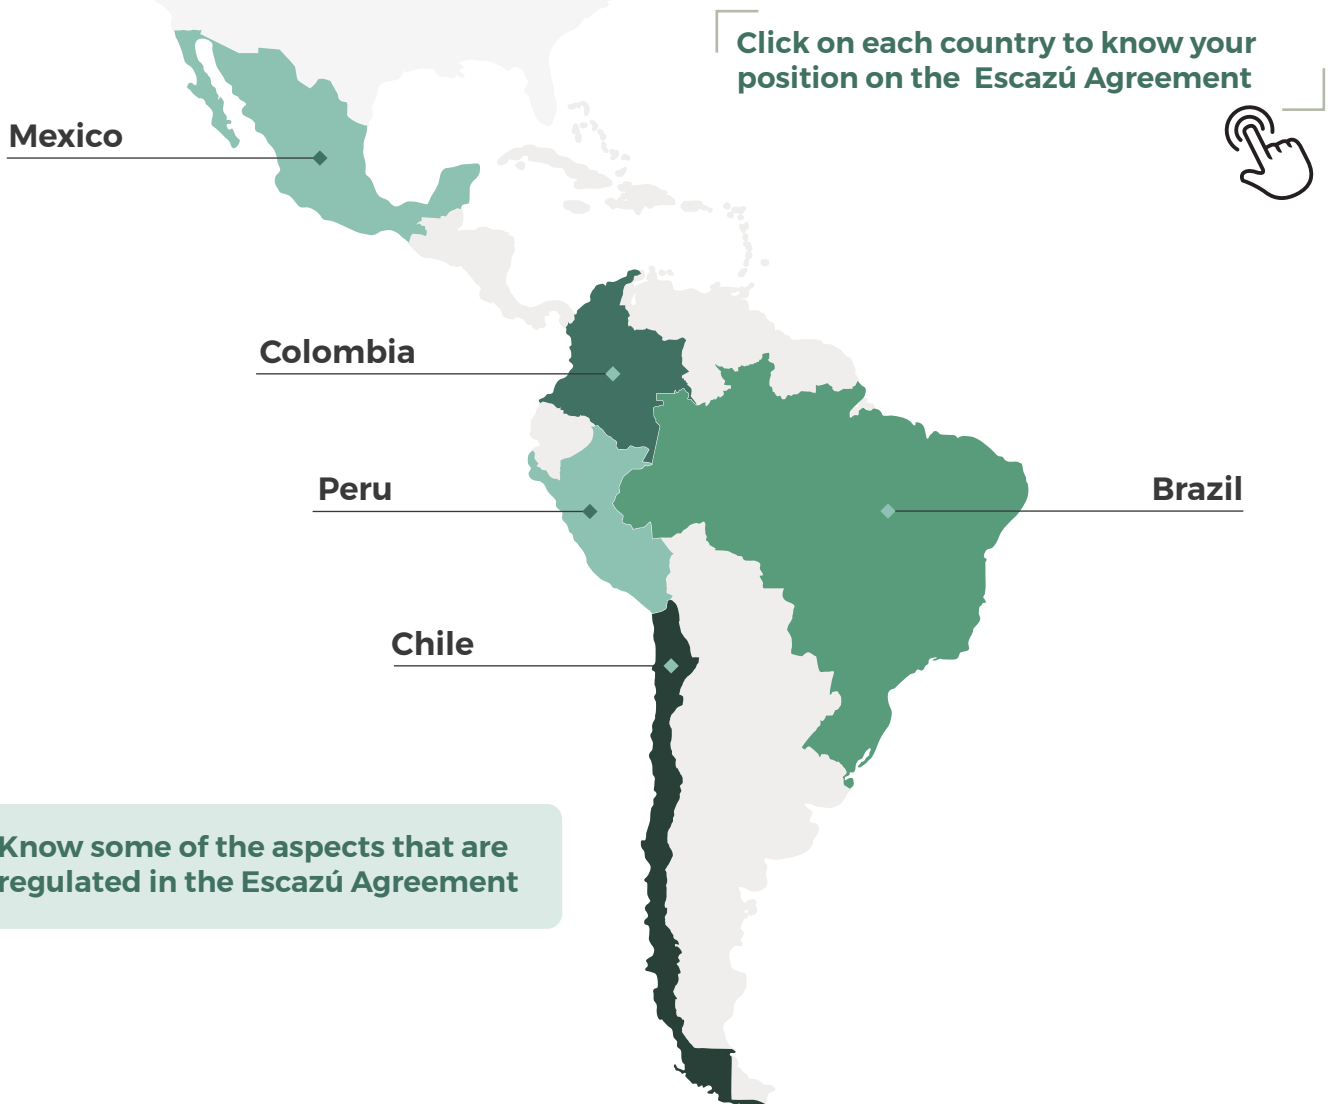 Click on each country to know your
position on the Escazú Agreement
Mexico
Colombia
Peru
Brazil
Chile
Know some of the aspects that are
regulated in the Escazú Agreement